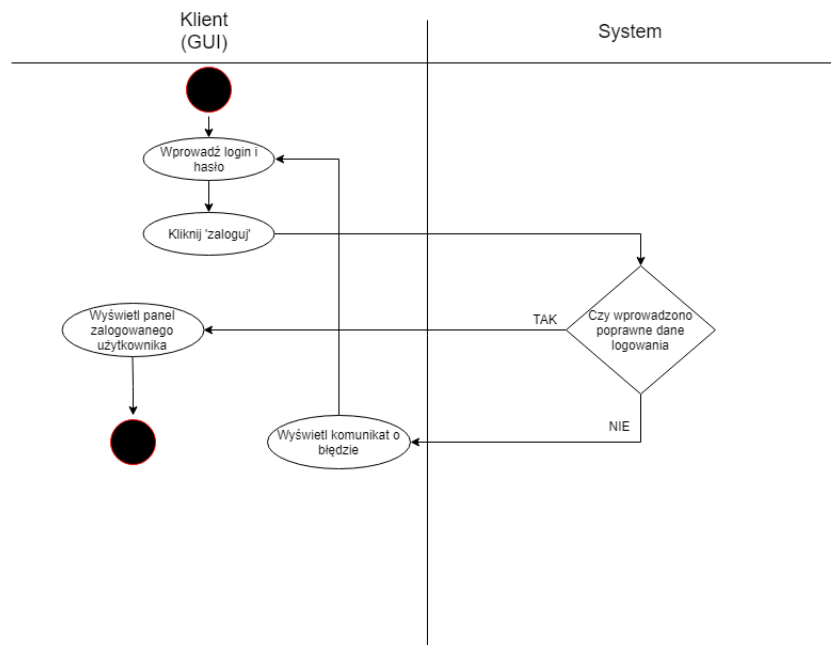 Klient
(GUI)
System
Wprowadź login i
hasło
Kliknij 'zaloguj'
Wyświetl panel
zalogowanego
użytkownika
TAK
Czy wprowadzono
poprawne dane
logowania
NIE
Wyświetl komunikat o
błędzie